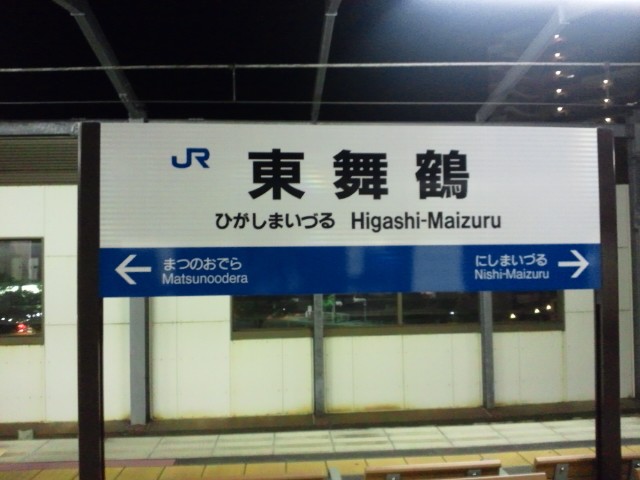 JR 東舞鶴
ひがしまいづる Higashi-Maizuru
← まつのおでら
Matsunoodera
にしまいづる →
Nishi-Maizuru